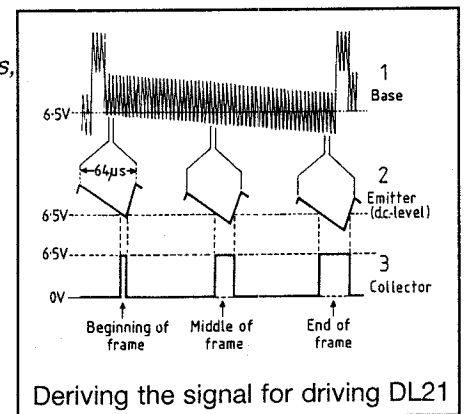 s,
1
Base
6·5V
64µs
2
Emitter
(dc-level)
6·5V
6·5V
3
Collector
0V
Beginning of
frame
Middle of
frame
End of
frame
Deriving the signal for driving DL21